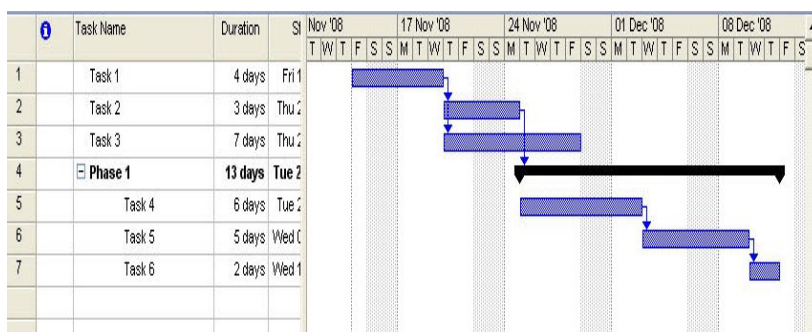 Task Name Duration St Nov '08 17 Nov '08 24 Nov '08 01 Dec '08 08 Dec '08
T W T F S S M T W T F S S M T W T F S S M T W T F S S M T W T F S
1 Task 1 4 days Fri 1
2 Task 2 3 days Thu 2
3 Task 3 7 days Thu 2
4 Phase 1 13 days Tue 2
5 Task 4 6 days Tue 2
6 Task 5 5 days Wed 0
7 Task 6 2 days Wed 1